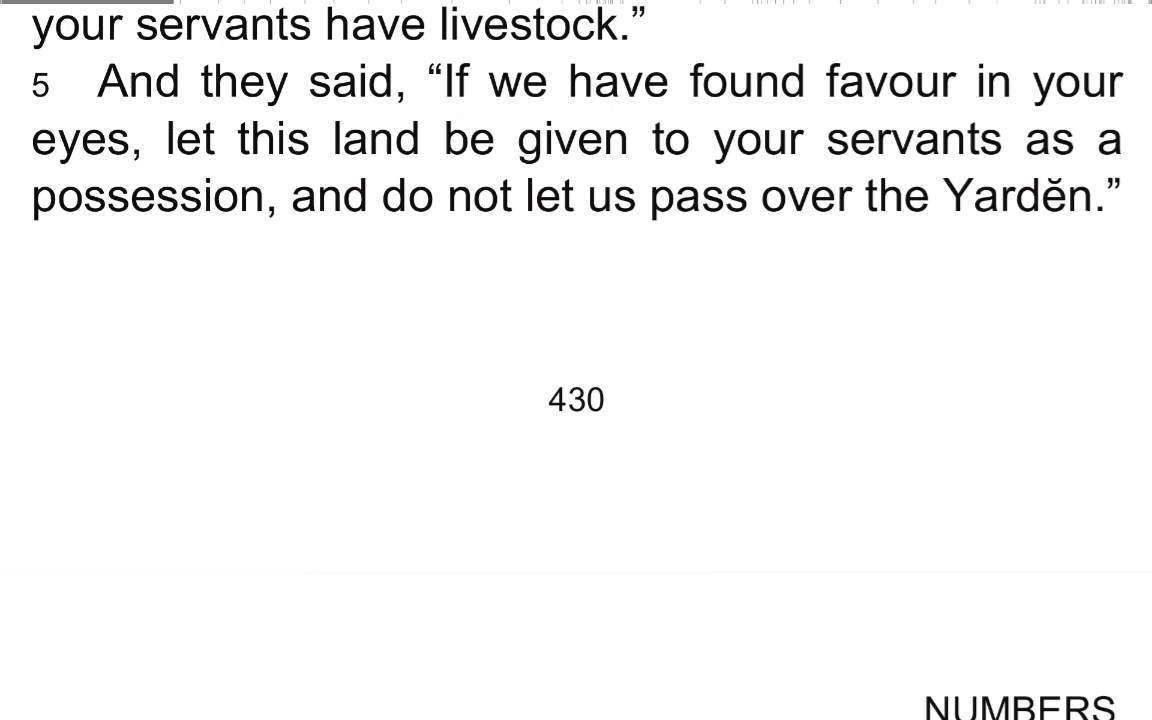 your servants have livestock.”
5 And they said, “If we have found favour in your
eyes, let this land be given to your servants as a
possession, and do not let us pass over the Yardĕn.”
430
NUMBERS